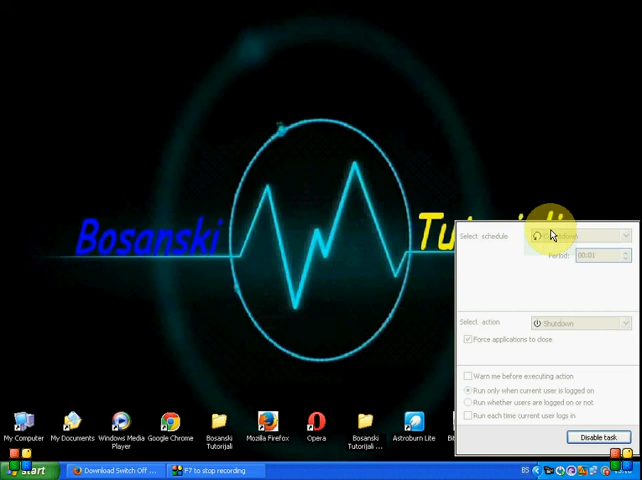 Bosanski
Select schedule
Period: 00:01
Select action
Shutdown
Force applications to close
Warn me before executing action
Run only when current user is logged on
Run whether users are logged on or not
Run each time current user logs in
Disable task
My Computer
My Documents
Windows Media Player
Google Chrome
Bosanski Tutorijali
Mozilla Firefox
Opera
Bosanski Tutorijali ...
Astroburn Lite
start
Download Switch Off ...
F7 to stop recording
BS